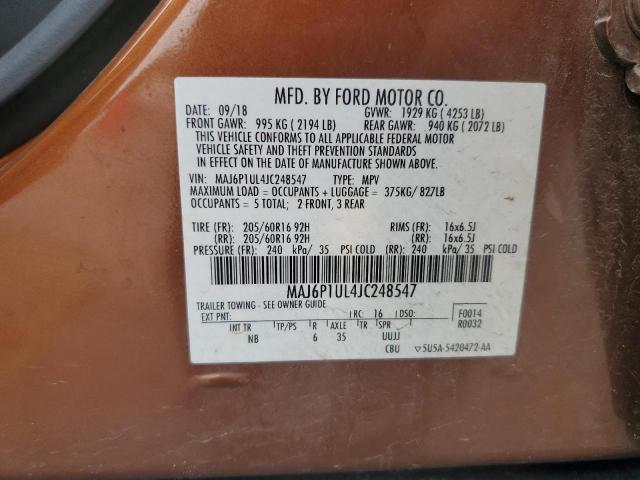 MFD. BY FORD MOTOR CO.
DATE: 09/18 GVWR: 1929 KG ( 4253 LB)
FRONT GAWR: 995 KG ( 2194 LB) REAR GAWR: 940 KG ( 2072 LB)
THIS VEHICLE CONFORMS TO ALL APPLICABLE FEDERAL MOTOR
VEHICLE SAFETY AND BUMPER STANDARDS
IN EFFECT ON THE DATE OF MANUFACTURE SHOWN ABOVE.
VIN: MAJ6P1UL4JC248547 TYPE: MPV
MAXIMUM LOAD = OCCUPANTS + LUGGAGE = 375KG/ 827LB
OCCUPANTS = 5 TOTAL; 2 FRONT, 3 REAR
TIRE (FR): 205/60R16 92H RIMS (FR): 16x6.5J
(RR): 205/60R16 92H (RR): 16x6.5J
PRESSURE (FR): 240 kPa/ 35 PSI COLD (RR): 240 kPa/ 35 PSI COLD
MAJ6P1UL4JC248547
TRAILER TOWING - SEE OWNER GUIDE
EXT PNT: RC: 16 DSO: F0014
R0032
INT TR TP/PS R AXLE TR SPR
NB 6 35 UUJJ
CBU 5U5A-5420472-AA